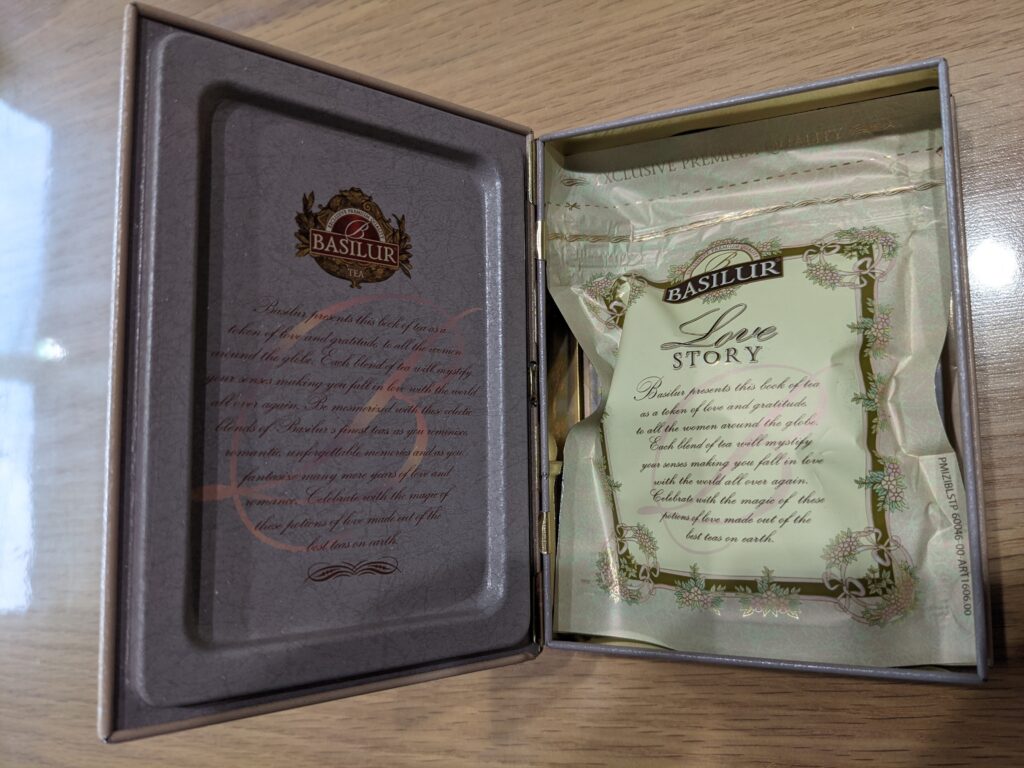 EXCLUSIVE PREMIUM QUALITY
B
BASILUR
TEA
Basilur presents this book of tea as a
token of love and gratitude to all the women
around the globe. Each blend of tea will mystify
your senses making you fall in love with the world
all over again. Be mesmerized with these eclectic
blends of Basilur's finest teas as you reminisce
romantic, unforgettable memories and as you
fantasise many more years of love and
romance. Celebrate with the magic of
these potions of love made out of the
best teas on earth.
EXCLUSIVE PREMIUM QUALITY
BASILUR
Love
STORY
Basilur presents this book of tea
as a token of love and gratitude
to all the women around the globe.
Each blend of tea will mystify
your senses making you fall in love
with the world all over again.
Celebrate with the magic of these
potions of love made out of the
best teas on earth.
PMIZIBLSTP 60046-00-ART1606.00